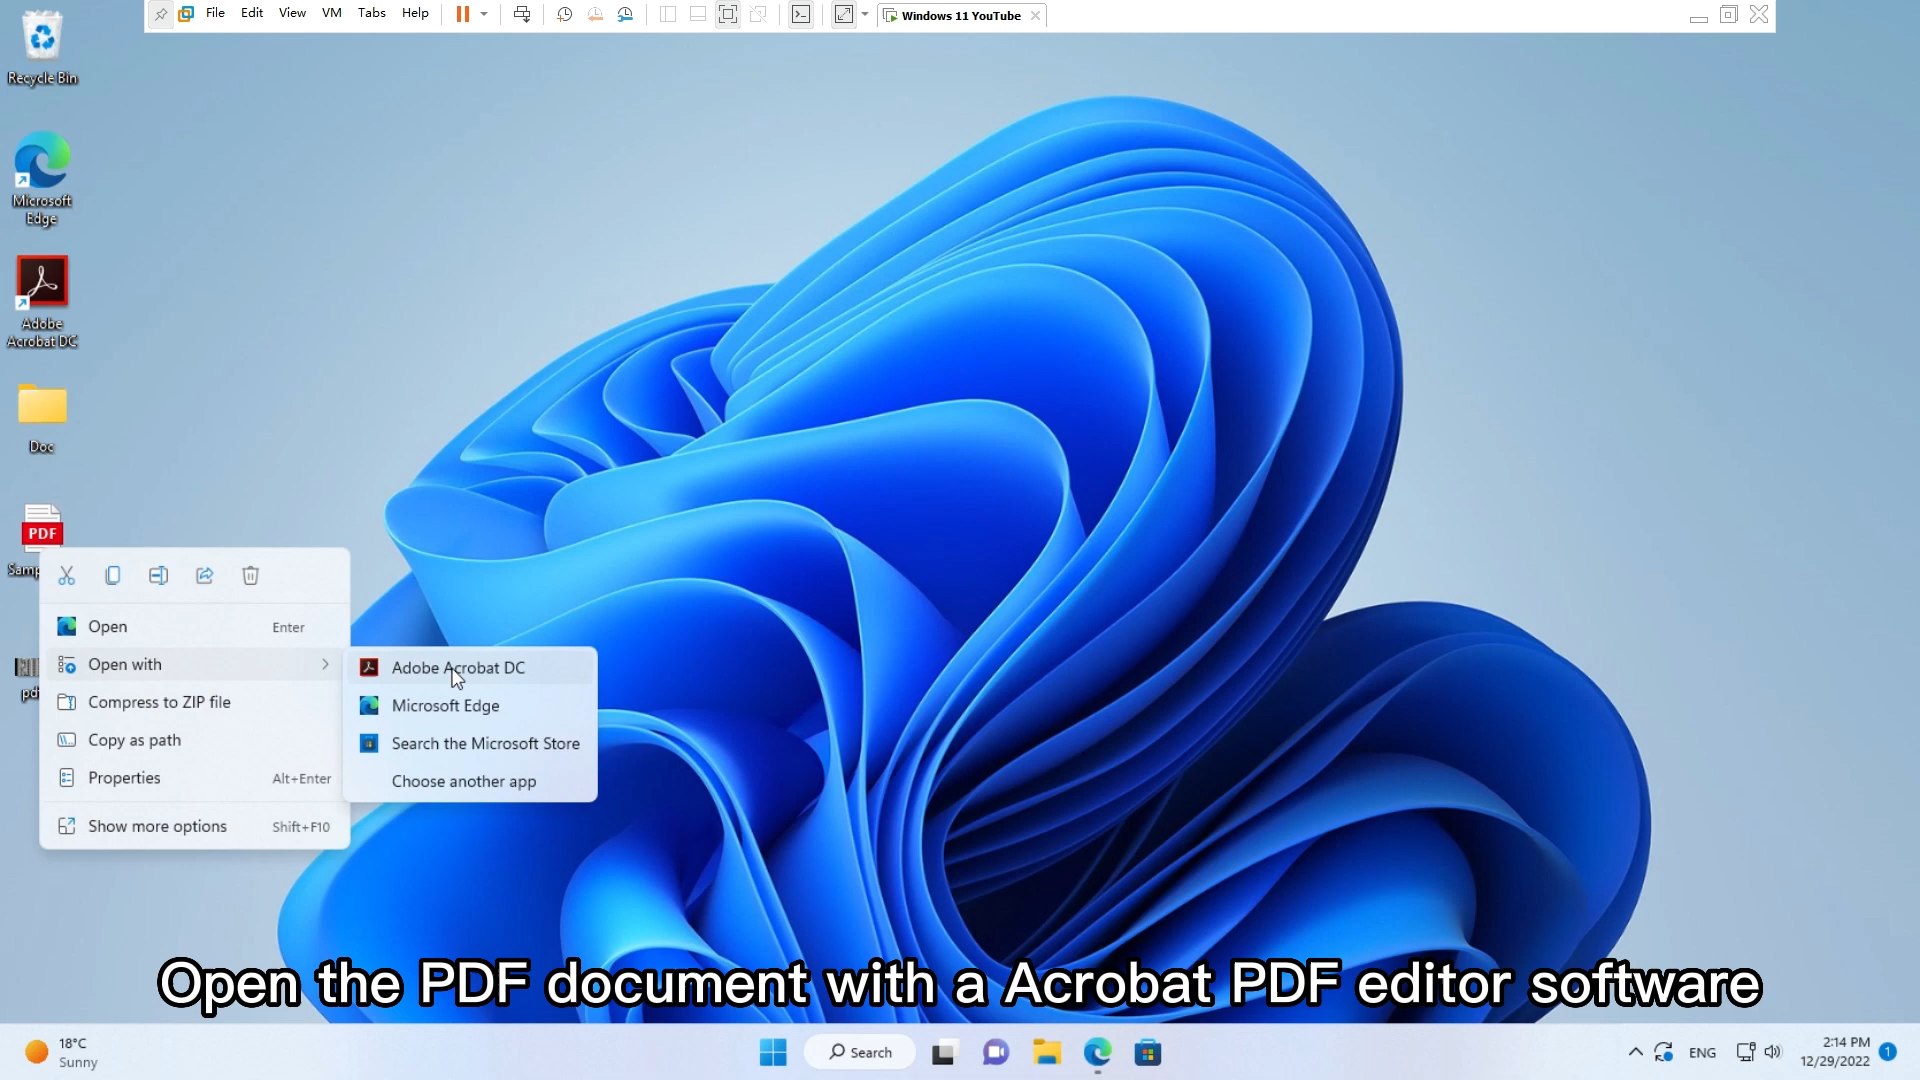 File Edit View VM Tabs Help
Windows 11 YouTube
Recycle Bin
Microsoft
Edge
Adobe
Acrobat DC
Doc
PDF
Samp
pdf
Open Enter
Open with
Compress to ZIP file
Copy as path
Properties Alt+Enter
Show more options Shift+F10
Adobe Acrobat DC
Microsoft Edge
Search the Microsoft Store
Choose another app
Open the PDF document with a Acrobat PDF editor software
18°C
Sunny
Search
ENG
2:14 PM
12/29/2022
1